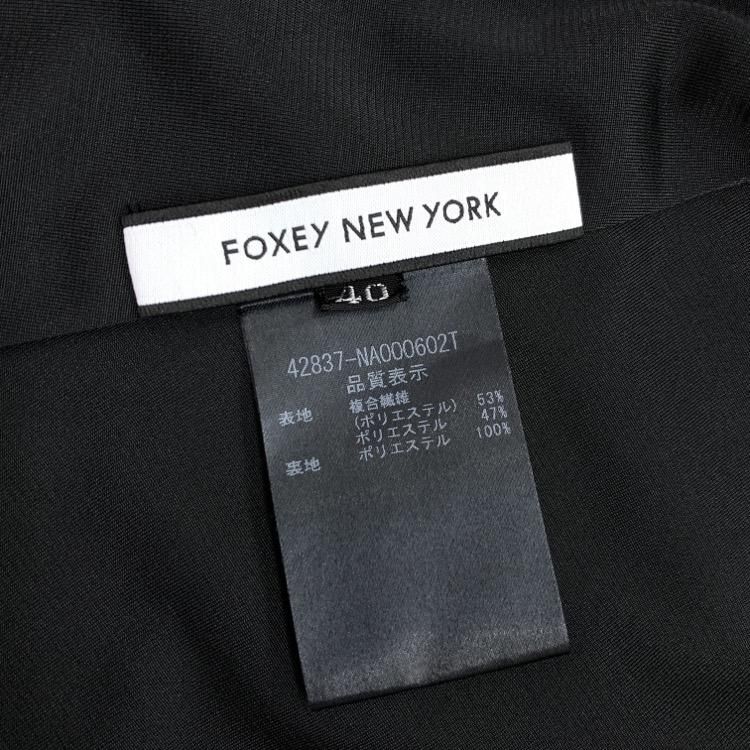 FOXEY NEW YORK
40
42837-NA000602T
品質表示
表地 複合繊維 53%
(ポリエステル)
ポリエステル 47%
裏地 ポリエステル 100%